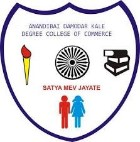 ANANDIBAI DAMODAR KALE
DEGREE COLLEGE OF COMMERCE
SATYA MEV JAYATE